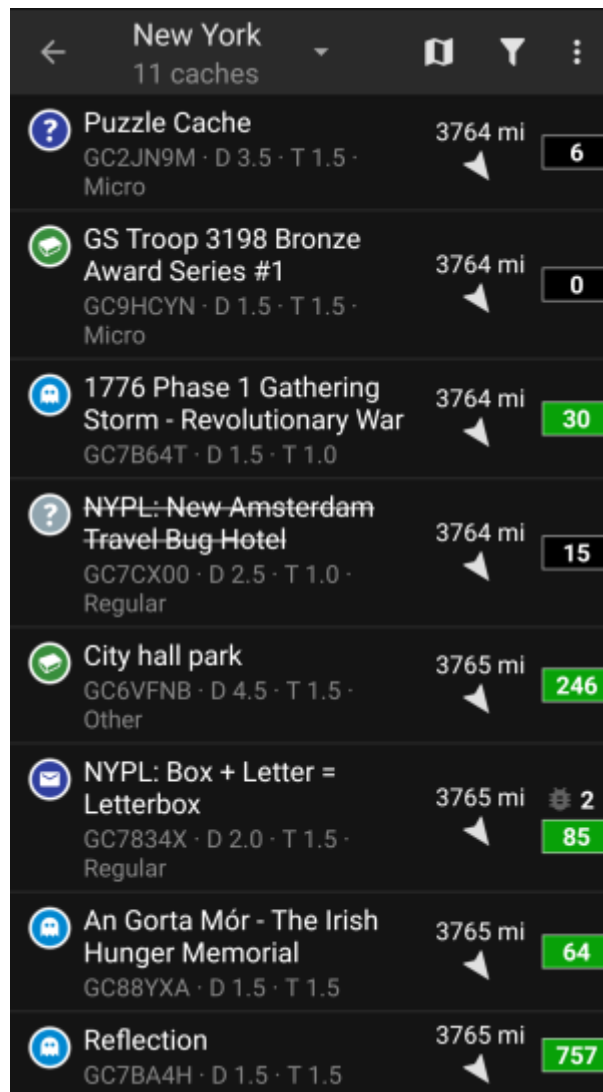 New York
11 caches
Puzzle Cache
GC2JN9M · D 3.5 · T 1.5 ·
Micro
3764 mi
6
GS Troop 3198 Bronze
Award Series #1
GC9HCYN · D 1.5 · T 1.5 ·
Micro
3764 mi
0
1776 Phase 1 Gathering
Storm - Revolutionary War
GC7B64T · D 1.5 · T 1.0
3764 mi
30
NYPL: New Amsterdam
Travel Bug Hotel
GC7CX00 · D 2.5 · T 1.0 ·
Regular
3764 mi
15
City hall park
GC6VFNB · D 4.5 · T 1.5 ·
Other
3765 mi
246
NYPL: Box + Letter =
Letterbox
GC7834X · D 2.0 · T 1.5 ·
Regular
3765 mi
2
85
An Gorta Mór - The Irish
Hunger Memorial
GC88YXA · D 1.5 · T 1.5
3765 mi
64
Reflection
GC7BA4H · D 1.5 · T 1.5
3765 mi
757